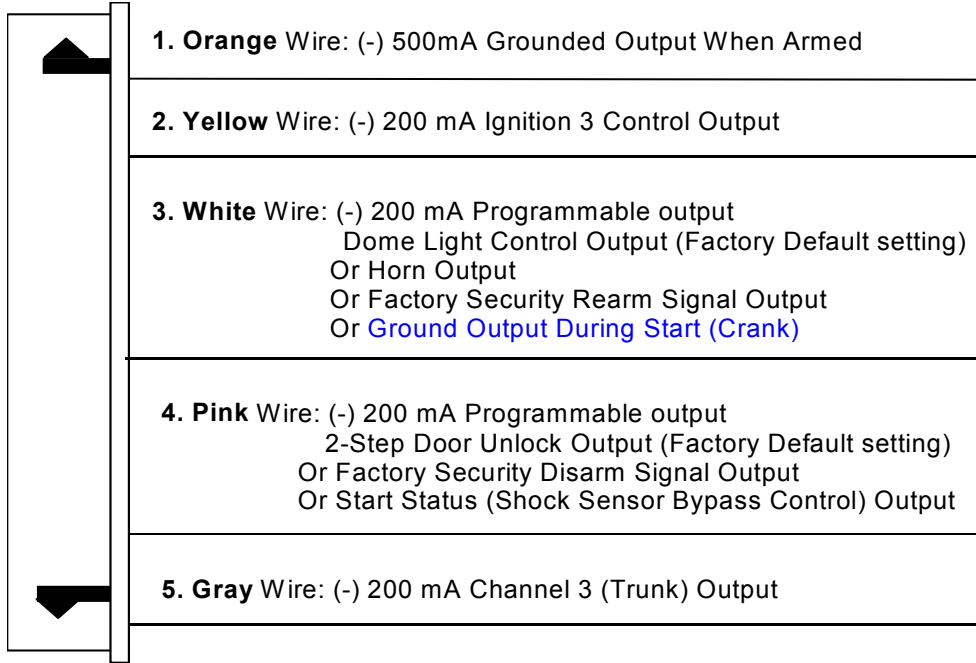 1. Orange Wire: (-) 500mA Grounded Output When Armed
2. Yellow Wire: (-) 200 mA Ignition 3 Control Output
3. White Wire: (-) 200 mA Programmable output
Dome Light Control Output (Factory Default setting)
Or Horn Output
Or Factory Security Rearm Signal Output
Or Ground Output During Start (Crank)
4. Pink Wire: (-) 200 mA Programmable output
2-Step Door Unlock Output (Factory Default setting)
Or Factory Security Disarm Signal Output
Or Start Status (Shock Sensor Bypass Control) Output
5. Gray Wire: (-) 200 mA Channel 3 (Trunk) Output